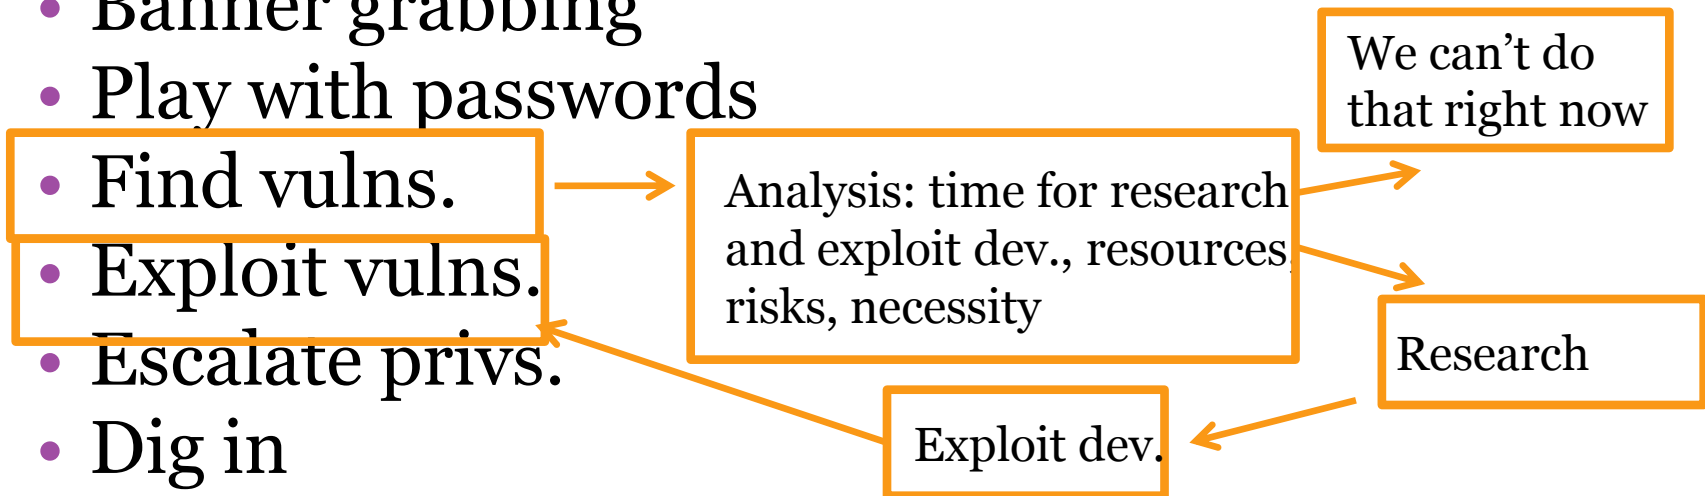 Banner grabbing
Play with passwords
Find vulns.
Exploit vulns.
Escalate privs.
Dig in
Analysis: time for research
and exploit dev., resources,
risks, necessity
We can’t do
that right now
Research
Exploit dev.